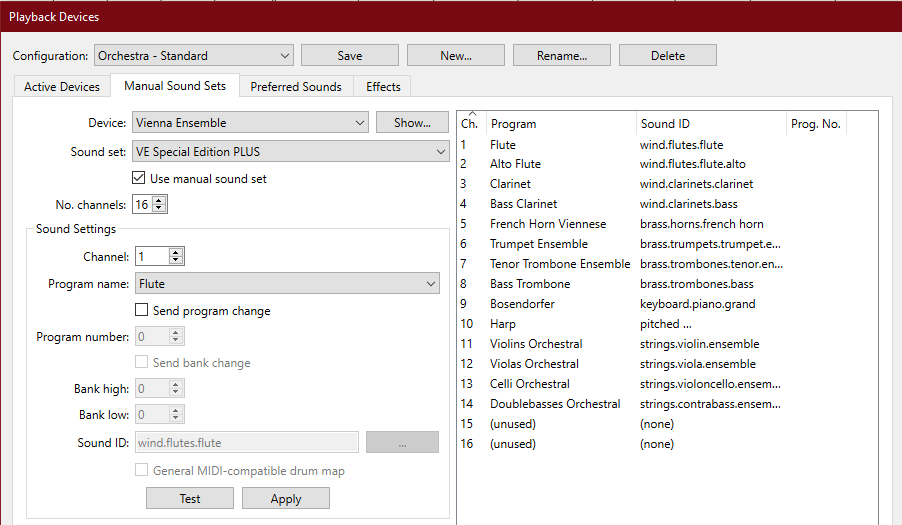 Playback Devices
Configuration: Orchestra - Standard Save New... Rename... Delete
Active Devices Manual Sound Sets Preferred Sounds Effects
Device: Vienna Ensemble Show...
Sound set: VE Special Edition PLUS
Use manual sound set
No. channels: 16
Sound Settings
Channel: 1
Program name: Flute
Send program change
Program number: 0
Send bank change
Bank high: 0
Bank low: 0
Sound ID: wind.flutes.flute ...
General MIDI-compatible drum map
Test Apply
Ch. Program Sound ID Prog. No.
1 Flute wind.flutes.flute
2 Alto Flute wind.flutes.flute.alto
3 Clarinet wind.clarinets.clarinet
4 Bass Clarinet wind.clarinets.bass
5 French Horn Viennese brass.horns.french horn
6 Trumpet Ensemble brass.trumpets.trumpet.e...
7 Tenor Trombone Ensemble brass.trombones.tenor.en...
8 Bass Trombone brass.trombones.bass
9 Bosendorfer keyboard.piano.grand
10 Harp pitched ...
11 Violins Orchestral strings.violin.ensemble
12 Violas Orchestral strings.viola.ensemble
13 Celli Orchestral strings.violoncello.ensem...
14 Doublebasses Orchestral strings.contrabass.ensem...
15 (unused) (none)
16 (unused) (none)